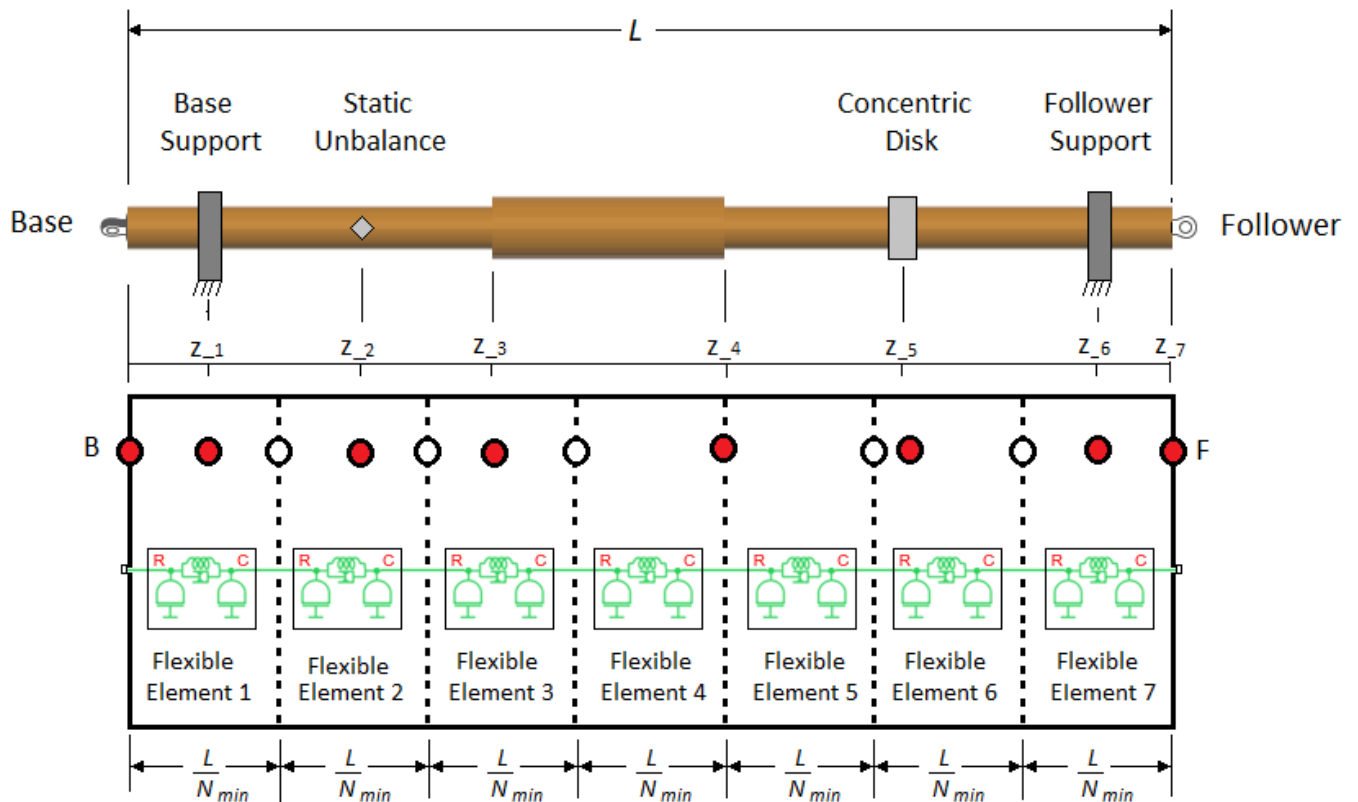 L
Base
Support
Static
Unbalance
Concentric
Disk
Follower
Support
Base
Follower
z_1
z_2
z_3
z_4
z_5
z_6
z_7
B
F
R C
R C
R C
R C
R C
R C
R C
Flexible
Element 1
Flexible
Element 2
Flexible
Element 3
Flexible
Element 4
Flexible
Element 5
Flexible
Element 6
Flexible
Element 7
L
N min
L
N min
L
N min
L
N min
L
N min
L
N min
L
N min